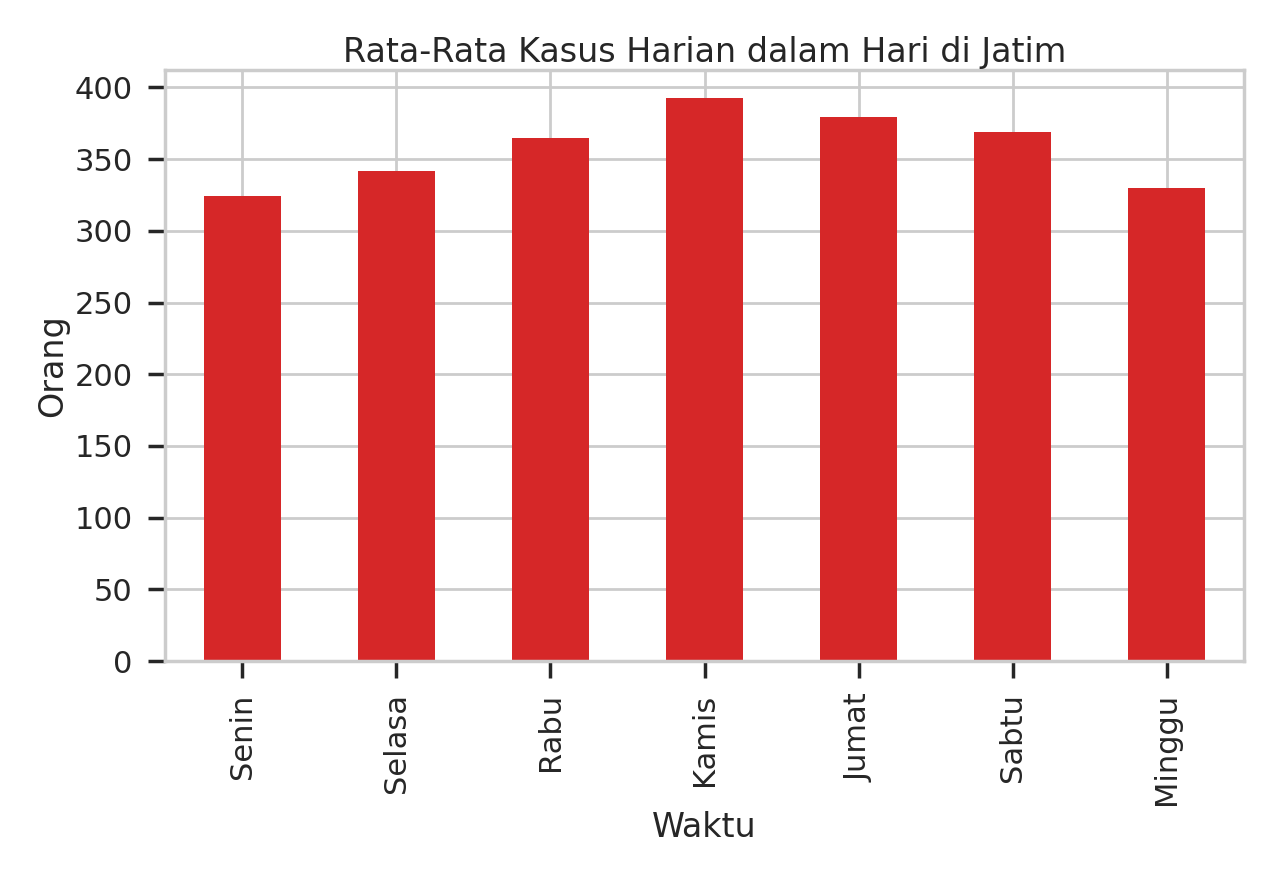 Rata-Rata Kasus Harian dalam Hari di Jatim
Orang
400
350
300
250
200
150
100
50
0
Senin
Selasa
Rabu
Kamis
Jumat
Sabtu
Minggu
Waktu